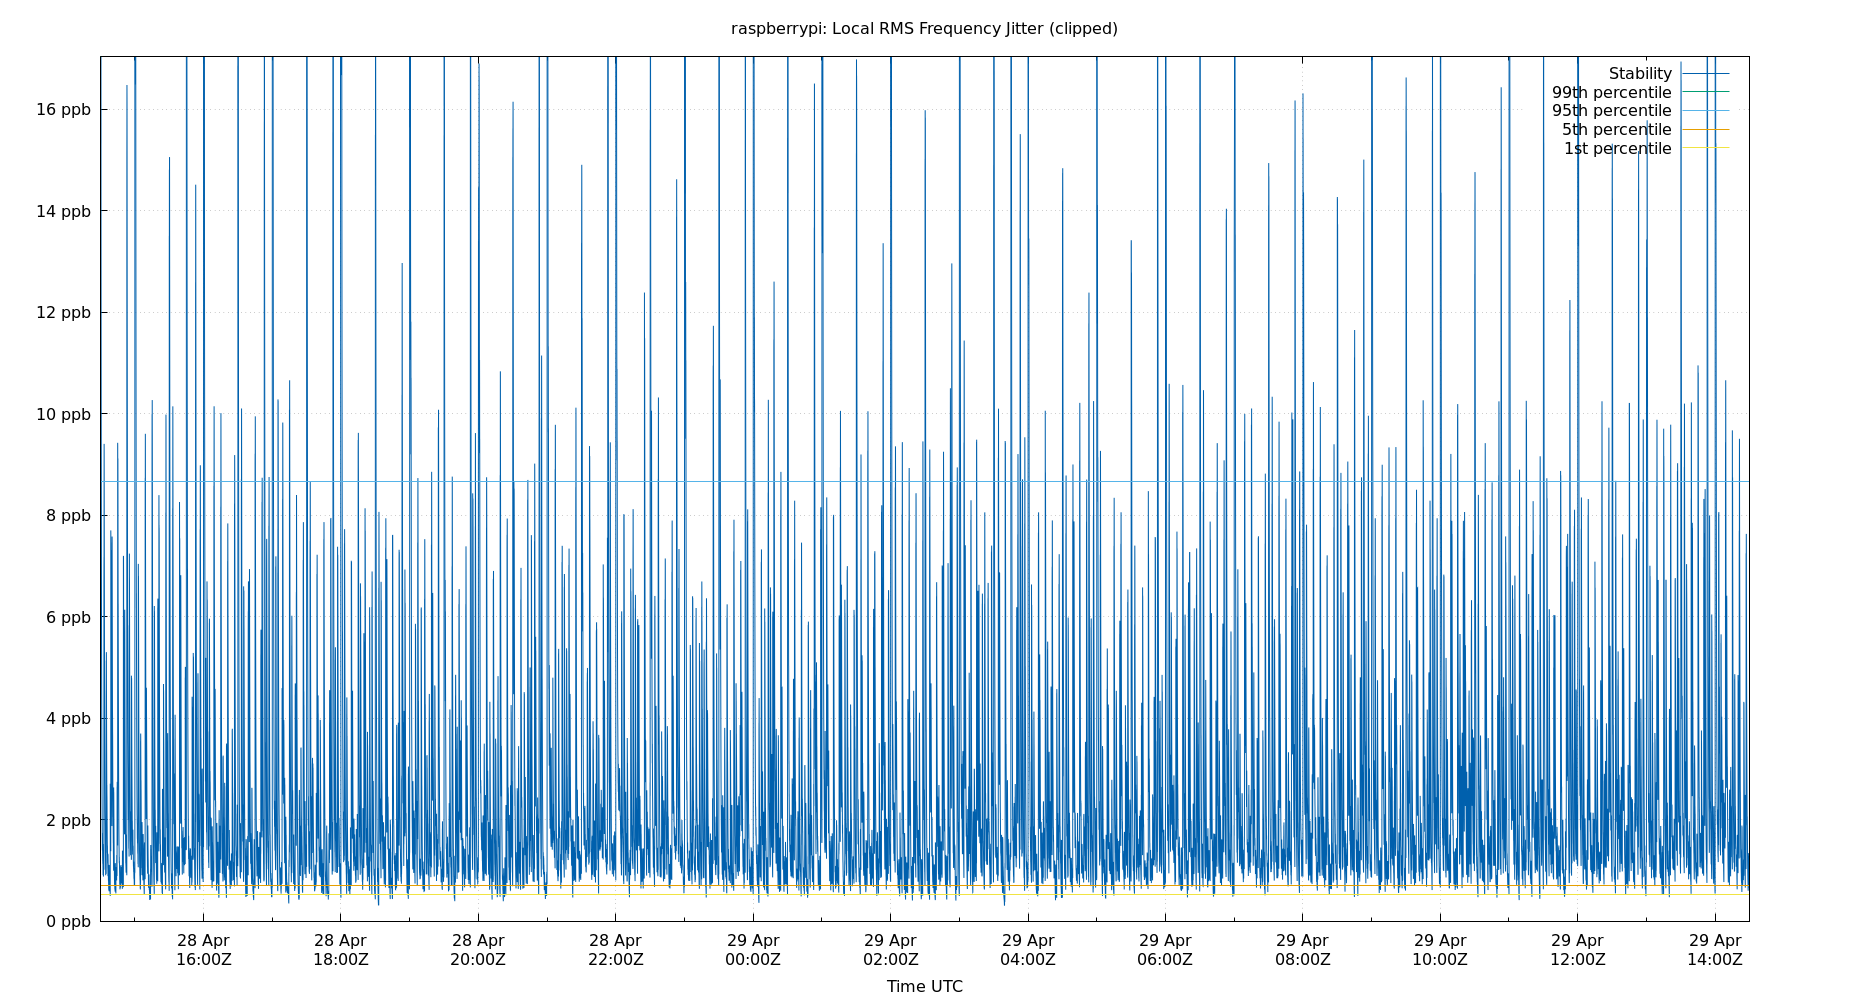 raspberrypi: Local RMS Frequency Jitter (clipped)
Stability
99th percentile
95th percentile
5th percentile
1st percentile
16 ppb
14 ppb
12 ppb
10 ppb
8 ppb
6 ppb
4 ppb
2 ppb
0 ppb
28 Apr 28 Apr 28 Apr 28 Apr 29 Apr 29 Apr 29 Apr 29 Apr 29 Apr 29 Apr 29 Apr 29 Apr
16:00Z 18:00Z 20:00Z 22:00Z 00:00Z 02:00Z 04:00Z 06:00Z 08:00Z 10:00Z 12:00Z 14:00Z
Time UTC